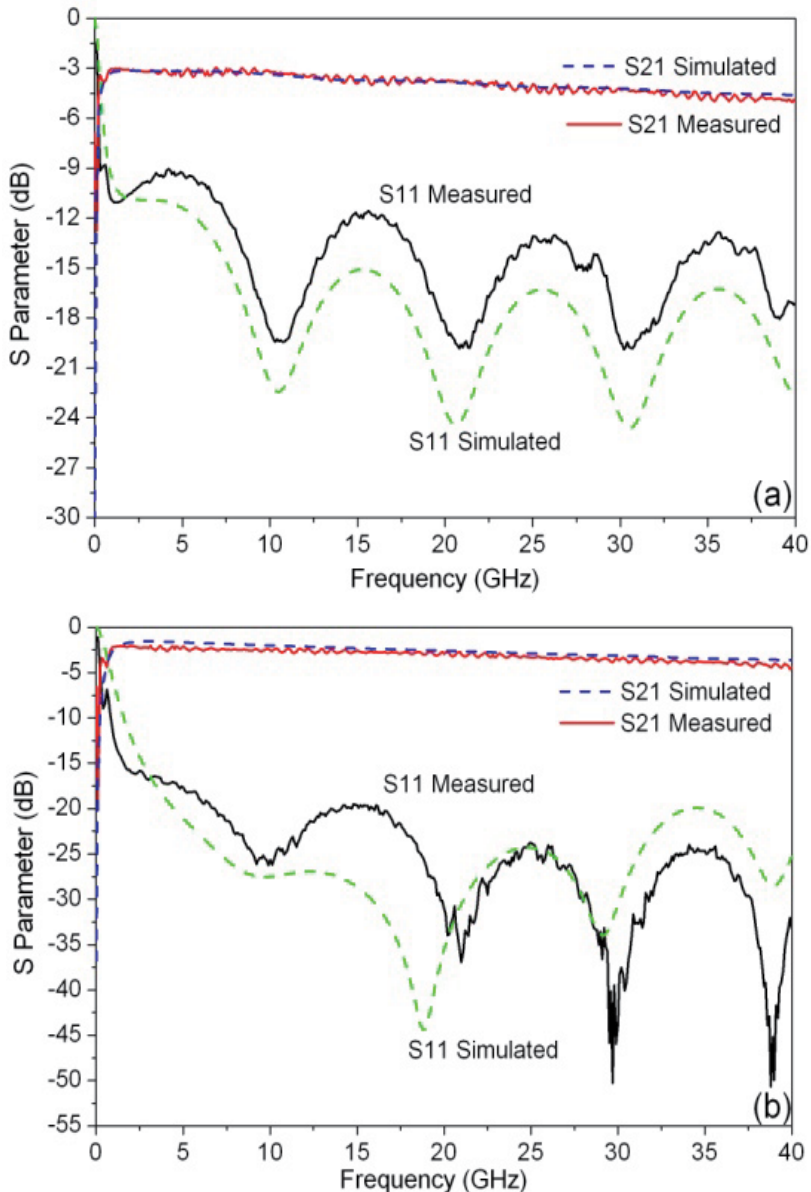 0
-3
-6
-9
-12
-15
-18
-21
-24
-27
-30
S Parameter (dB)
S21 Simulated
S21 Measured
S11 Measured
S11 Simulated
(a)
0 5 10 15 20 25 30 35 40
Frequency (GHz)
0
-5
-10
-15
-20
-25
-30
-35
-40
-45
-50
-55
S Parameter (dB)
S21 Simulated
S21 Measured
S11 Measured
S11 Simulated
(b)
0 5 10 15 20 25 30 35 40
Frequency (GHz)